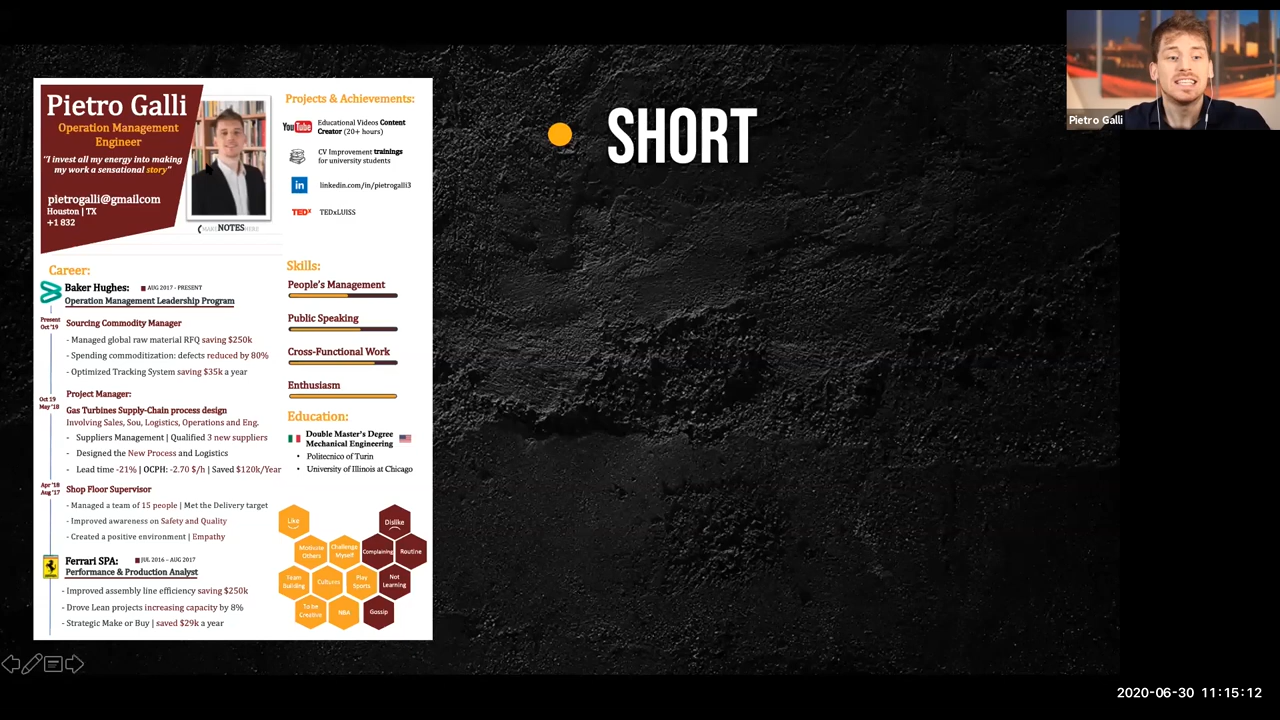 Pietro Galli
Operation Management
Engineer
"I invest all my energy into making
my work a sensational story"
pietrogalli@gmailcom
Houston | TX
+1 832
NOTES
Projects & Achievements:
YouTube
Educational Videos Content
Creator (20+ hours)
CV Improvement trainings
for university students
in
linkedin.com/in/pietrogalli3
TEDx
TEDxLUISS
Career:
Baker Hughes:
AUG 2017 - PRESENT
Operation Management Leadership Program
Present
Oct '19
Sourcing Commodity Manager
- Managed global raw material RFQ saving $250k
- Spending commoditization: defects reduced by 80%
- Optimized Tracking System saving $35k a year
Oct 19
May '18
Project Manager:
Gas Turbines Supply-Chain process design
Involving Sales, Sou, Logistics, Operations and Eng.
- Suppliers Management | Qualified 3 new suppliers
- Designed the New Process and Logistics
- Lead time -21% | OCPH: -2.70 $/h | Saved $120k/Year
Apr '18
Aug '17
Shop Floor Supervisor
- Managed a team of 15 people | Met the Delivery target
- Improved awareness on Safety and Quality
- Created a positive environment | Empathy
Ferrari SPA:
JUL 2016 – AUG 2017
Performance & Production Analyst
- Improved assembly line efficiency saving $250k
- Drove Lean projects increasing capacity by 8%
- Strategic Make or Buy | saved $29k a year
Skills:
People's Management
Public Speaking
Cross-Functional Work
Enthusiasm
Education:
Double Master's Degree
Mechanical Engineering
• Politecnico of Turin
• University of Illinois at Chicago
Like
Dislike
Motivate
Others
Challenge
Myself
Complaining
Routine
Team
Building
Cultures
Play
Sports
Not
Learning
To be
Creative
NBA
Gossip
SHORT
Pietro Galli
2020-06-30 11:15:12